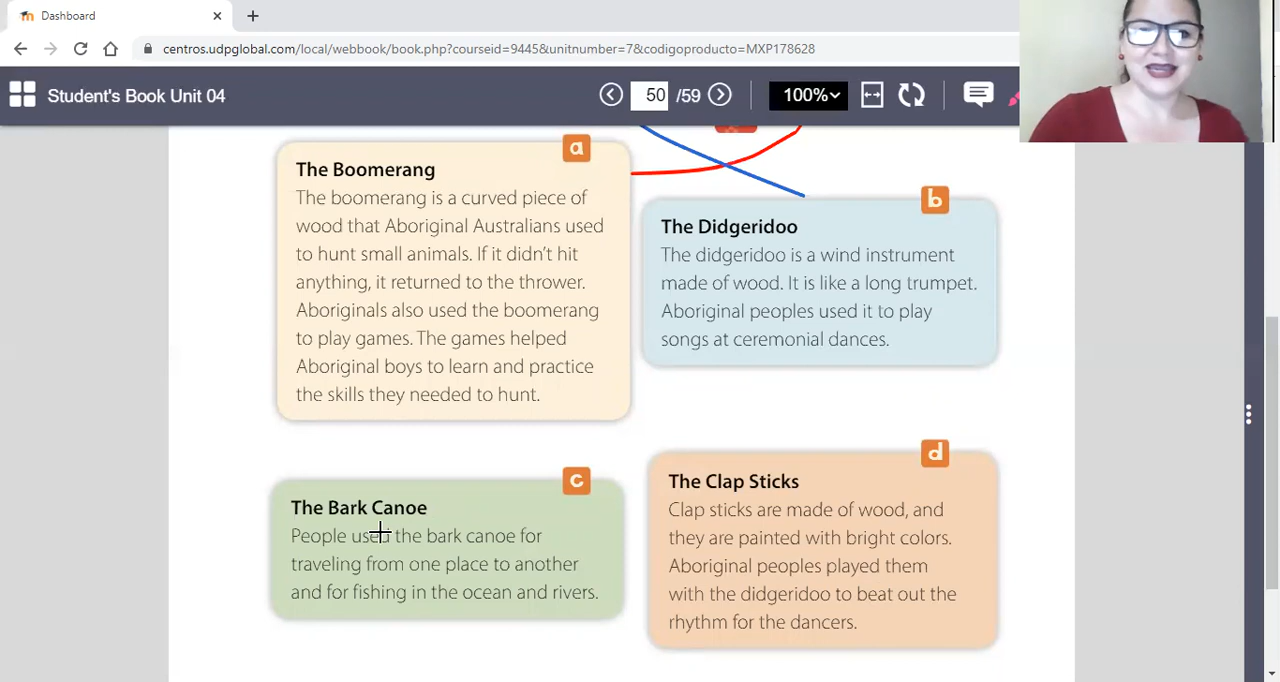 Dashboard
centros.udpglobal.com/local/webbook/book.php?courseid=9445&unitnumber=7&codigoproducto=MXP178628
Student's Book Unit 04
50 /59
100%
a
The Boomerang
The boomerang is a curved piece of
wood that Aboriginal Australians used
to hunt small animals. If it didn't hit
anything, it returned to the thrower.
Aboriginals also used the boomerang
to play games. The games helped
Aboriginal boys to learn and practice
the skills they needed to hunt.
b
The Didgeridoo
The didgeridoo is a wind instrument
made of wood. It is like a long trumpet.
Aboriginal peoples used it to play
songs at ceremonial dances.
c
The Bark Canoe
People used the bark canoe for
traveling from one place to another
and for fishing in the ocean and rivers.
d
The Clap Sticks
Clap sticks are made of wood, and
they are painted with bright colors.
Aboriginal peoples played them
with the didgeridoo to beat out the
rhythm for the dancers.